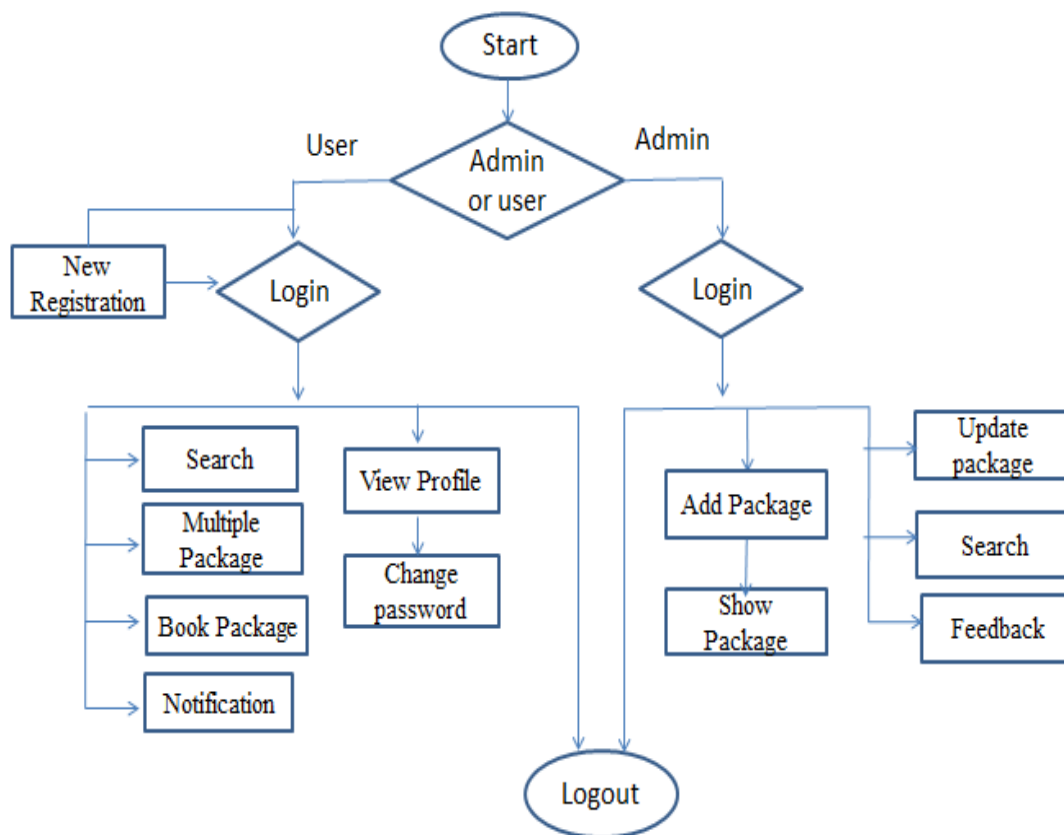 Start
User
Admin
Admin
or user
New
Registration
Login
Login
Search
View Profile
Update
package
Multiple
Package
Add Package
Search
Change
password
Book Package
Show
Package
Feedback
Notification
Logout